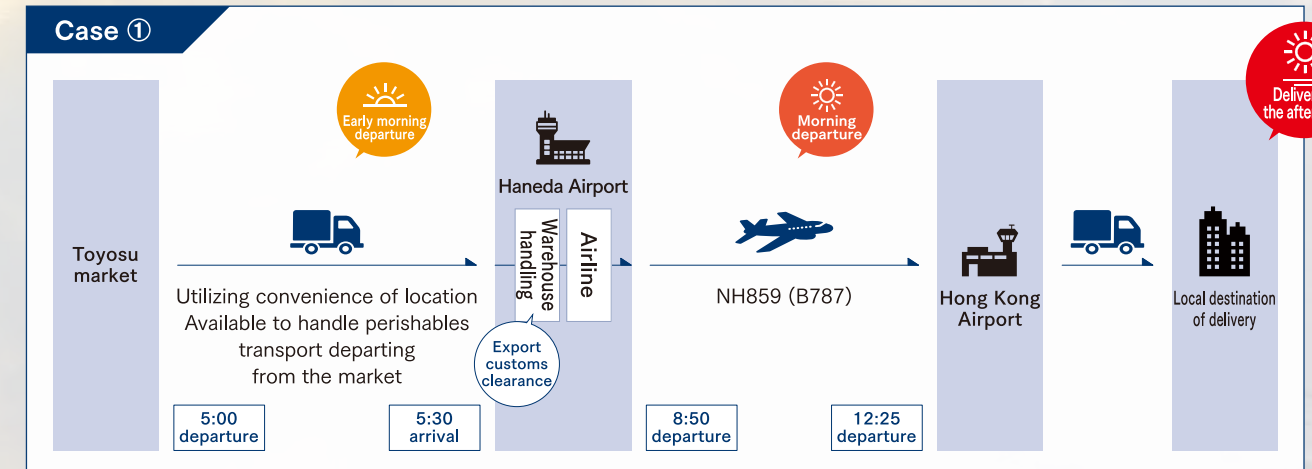 Case ①
Early morning
departure
Morning
departure
the
Haneda Airport
Warehouse
handling
Airline
Toyosu
market
Utilizing convenience of location
Available to handle perishables
transport departing
from the market
NH859 (B787)
Hong Kong
Airport
Local destination
of delivery
Export
customs
clearance
5:00
departure
5:30
arrival
8:50
departure
12:25
departure